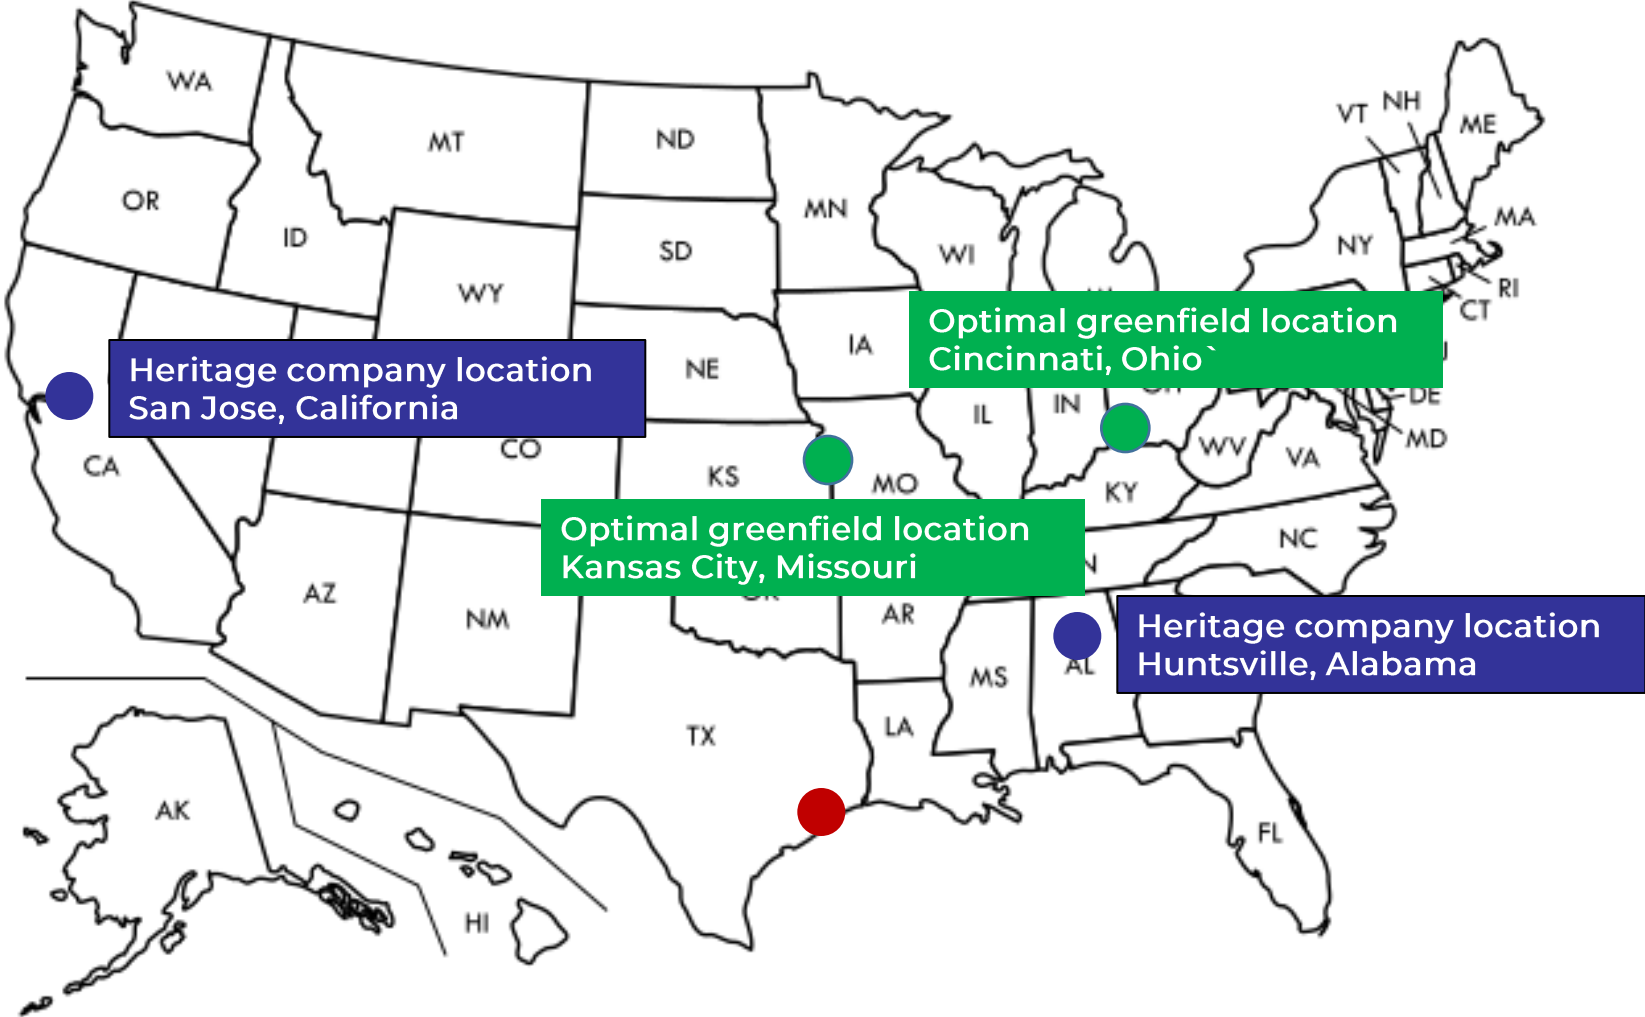 WA
MT
ND
MN
VT
NH
ME
OR
ID
SD
WI
NY
MA
WY
RI
CT
IA
NE
Optimal greenfield location
Cincinnati, Ohio`
Heritage company location
San Jose, California
DE
MD
IL
IN
WV
VA
CA
CO
KS
MO
KY
NC
Optimal greenfield location
Kansas City, Missouri
AZ
NM
AR
MS
AL
Heritage company location
Huntsville, Alabama
TX
LA
AK
FL
HI